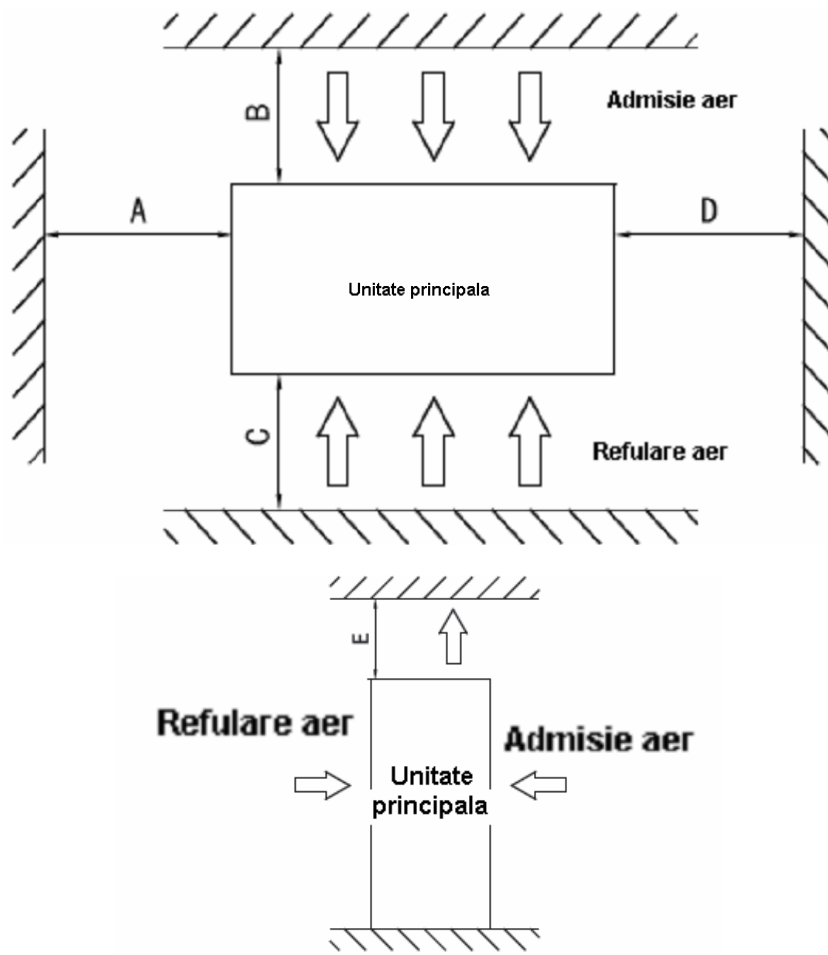 B
Admisie aer
A
D
Unitate principala
C
Refulare aer
E
Refulare aer
Admisie aer
Unitate
principala